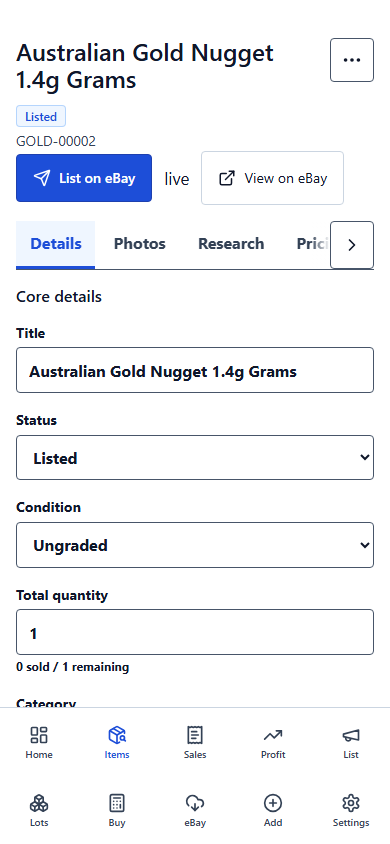 Australian Gold Nugget
1.4g Grams
Listed
GOLD-00002
List on eBay
live
View on eBay
Details
Photos
Research
Prici
Core details
Title
Australian Gold Nugget 1.4g Grams
Status
Listed
Condition
Ungraded
Total quantity
1
0 sold / 1 remaining
Category
Home
Items
Sales
Profit
List
Lots
Buy
eBay
Add
Settings